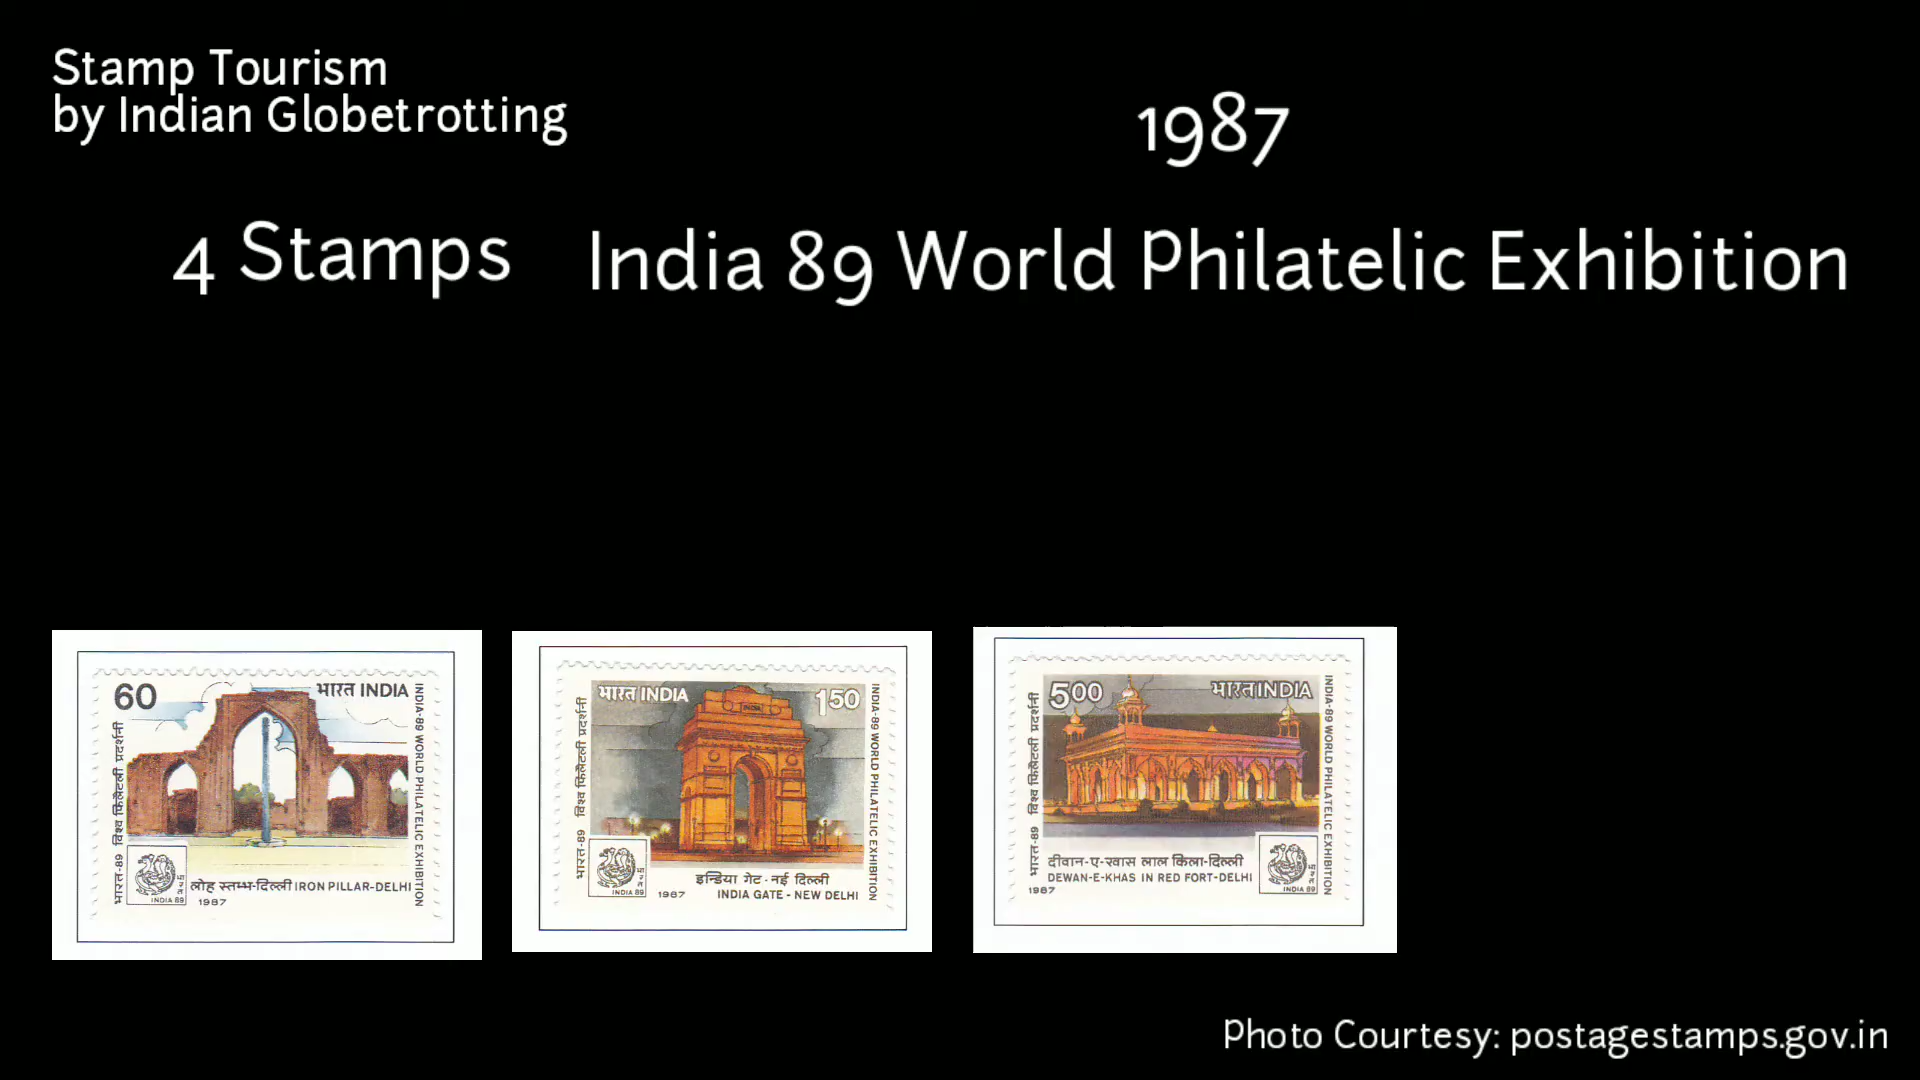 Stamp Tourism
by Indian Globetrotting
1987
4 Stamps
India 89 World Philatelic Exhibition
60
भारत INDIA
भारत-89 विश्व फिलैटली प्रदर्शनी
INDIA-89 WORLD PHILATELIC EXHIBITION
लोह स्तम्भ-दिल्ली IRON PILLAR-DELHI
INDIA 89
1987
भारत INDIA
150
भारत-89 विश्व फिलैटली प्रदर्शनी
INDIA-89 WORLD PHILATELIC EXHIBITION
INDIA
इन्डिया गेट - नई दिल्ली
INDIA 89
1987
INDIA GATE - NEW DELHI
500
भारत INDIA
भारत-89 विश्व फिलैटली प्रदर्शनी
INDIA-89 WORLD PHILATELIC EXHIBITION
दीवान-ए-खास लाल किला-दिल्ली
DEWAN-E-KHAS IN RED FORT-DELHI
1987
INDIA 89
Photo Courtesy: postagestamps.gov.in